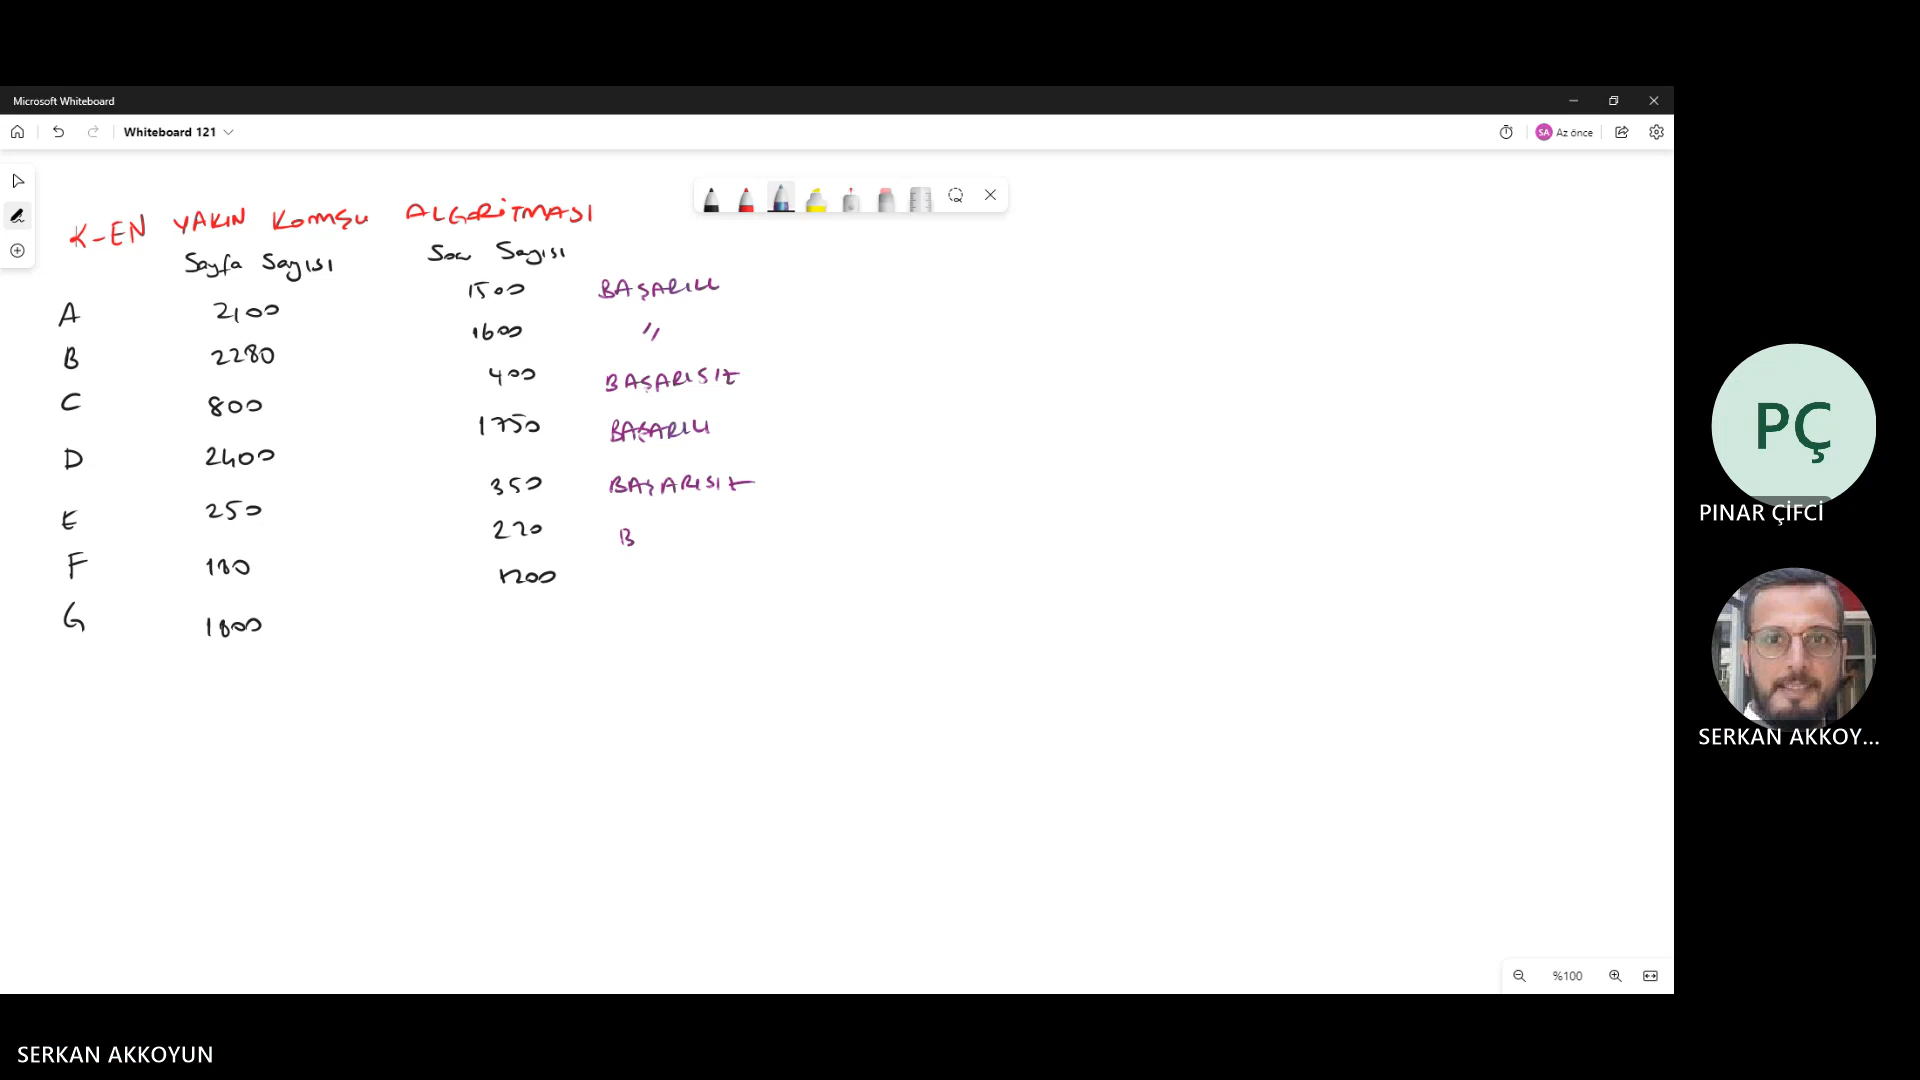 Microsoft Whiteboard
Whiteboard 121
SA Az önce
K-EN YAKIN KOMŞU ALGORİTMASI
Sayfa Sayısı Soru Sayısı
A 2100 1500 BAŞARILI
B 2280 1600 "
C 800 400 BAŞARISIZ
D 2400 1750 BAŞARILI
E 250 350 BAŞARISIZ
F 180 220 B
G 1800 1200
%100
PÇ
PINAR ÇİFCİ
SERKAN AKKOY...
SERKAN AKKOYUN